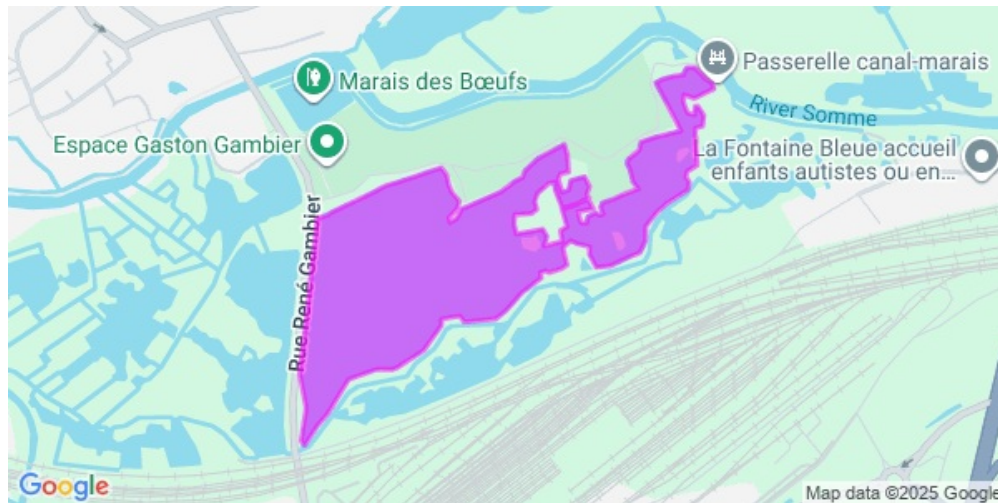 Marais des Bœufs
Passerelle canal-marais
River Somme
Espace Gaston Gambier
La Fontaine Bleue accueil
enfants autistes ou en...
Rue René Gambier
Google
Map data ©2025 Google